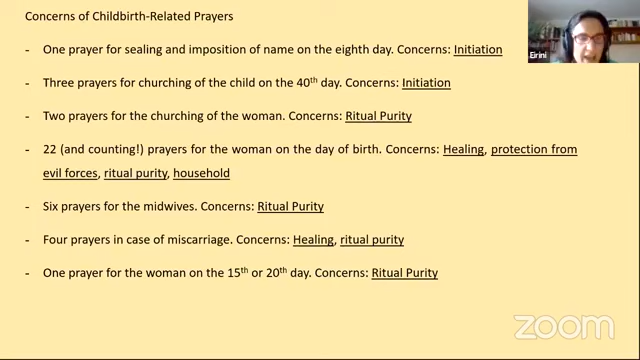 Concerns of Childbirth-Related Prayers
- One prayer for sealing and imposition of name on the eighth day. Concerns: Initiation
- Three prayers for churching of the child on the 40th day. Concerns: Initiation
- Two prayers for the churching of the woman. Concerns: Ritual Purity
- 22 (and counting!) prayers for the woman on the day of birth. Concerns: Healing, protection from
evil forces, ritual purity, household
- Six prayers for the midwives. Concerns: Ritual Purity
- Four prayers in case of miscarriage. Concerns: Healing, ritual purity
- One prayer for the woman on the 15th or 20th day. Concerns: Ritual Purity
Eirini
zoom